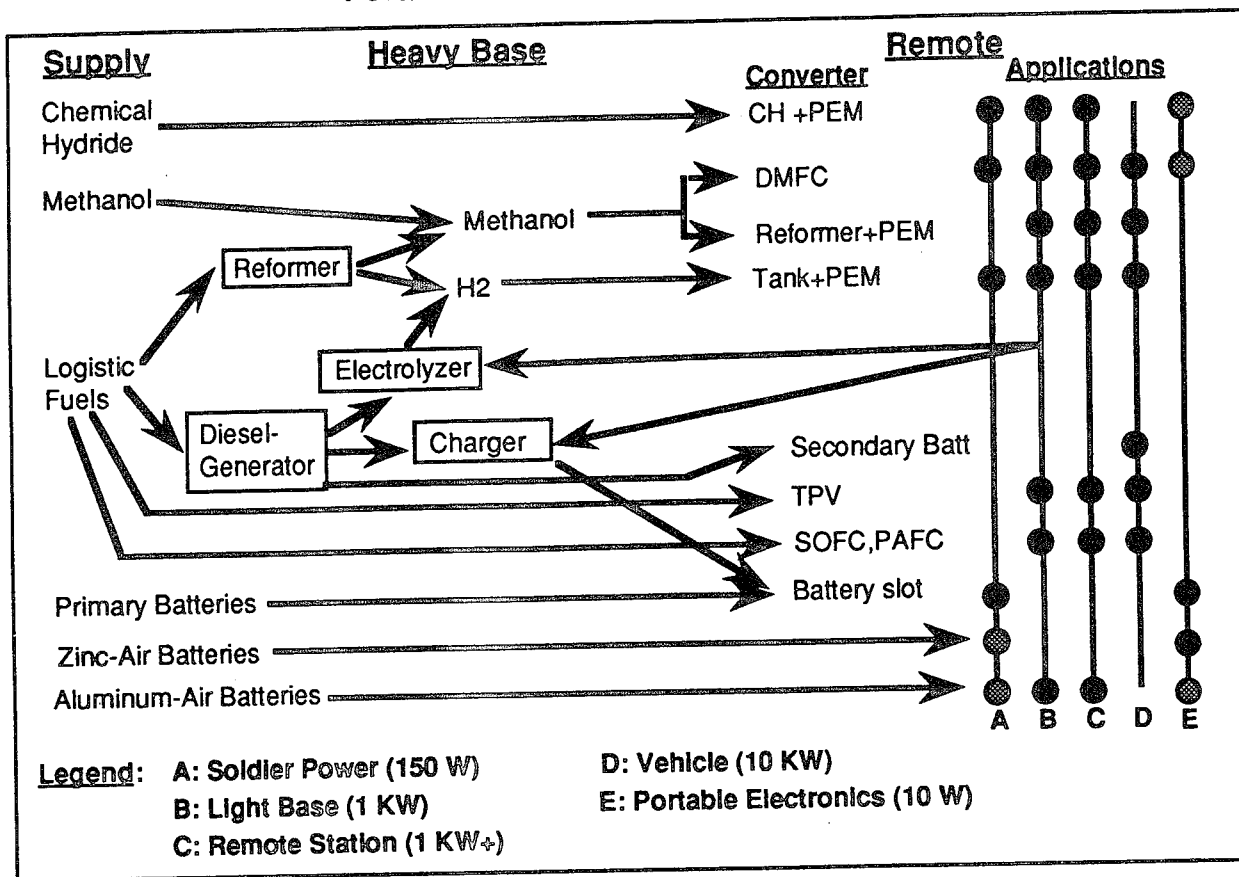 Supply
Heavy Base
Remote
Converter
Applications
Chemical
Hydride
CH +PEM
Methanol
Methanol
DMFC
Reformer+PEM
Reformer
H2
Tank+PEM
Logistic
Fuels
Electrolyzer
Diesel-
Generator
Charger
Secondary Batt
TPV
SOFC,PAFC
Primary Batteries
Battery slot
Zinc-Air Batteries
Aluminum-Air Batteries
A B C D E
Legend: A: Soldier Power (150 W)
D: Vehicle (10 KW)
B: Light Base (1 KW)
E: Portable Electronics (10 W)
C: Remote Station (1 KW+)